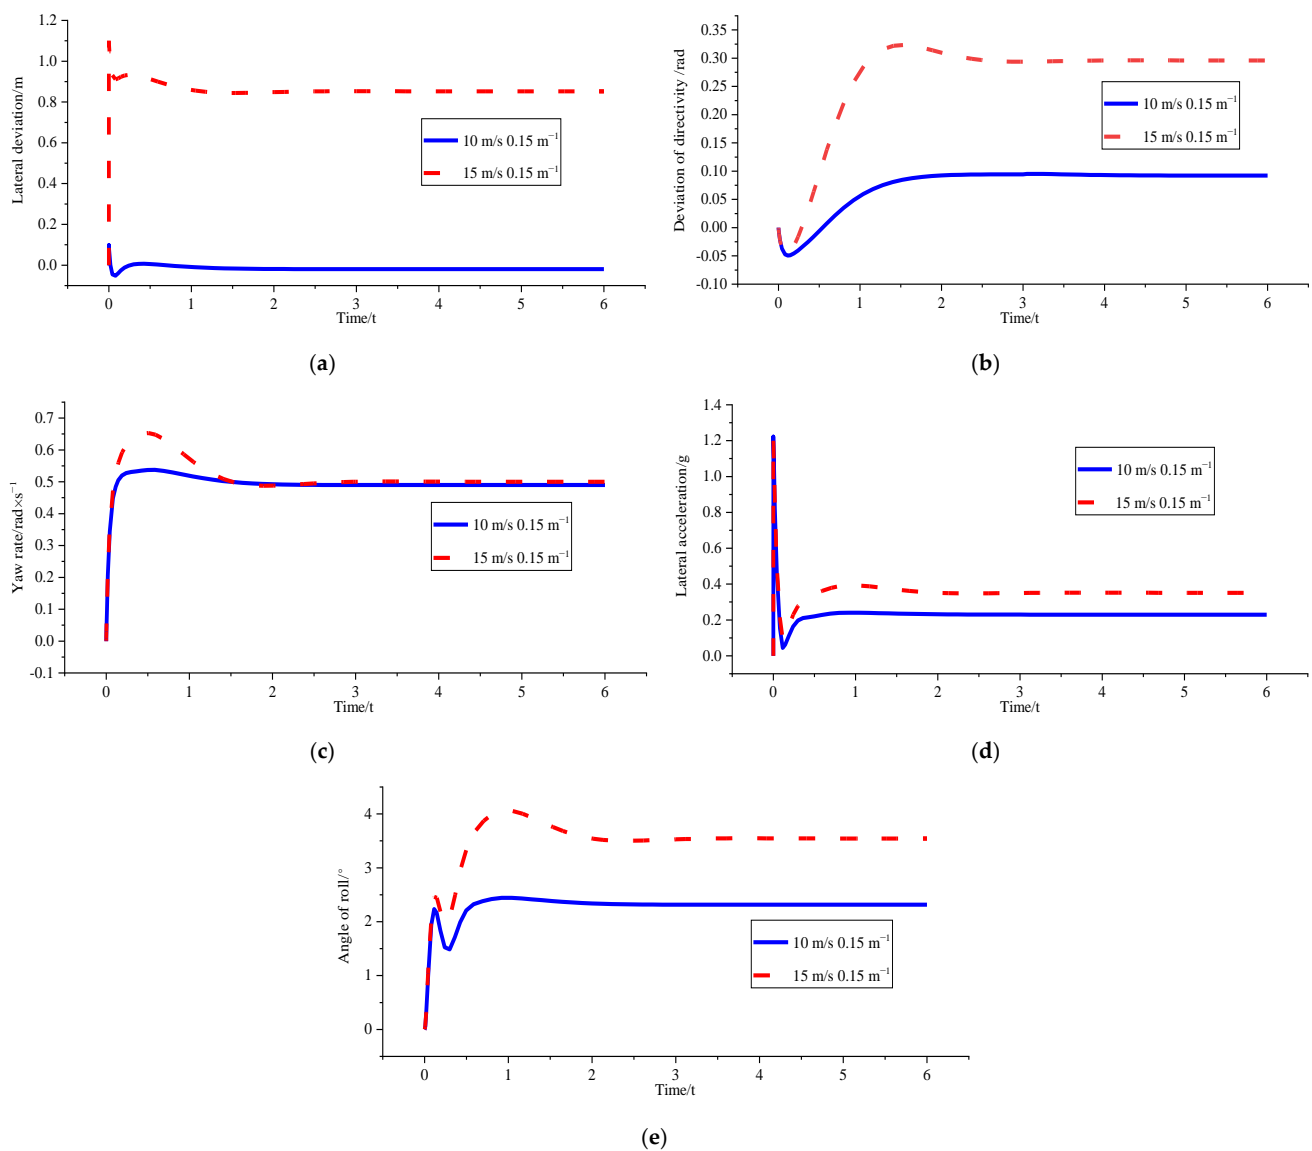 1.2
1.0
0.8
0.6
0.4
0.2
0.0
Lateral deviation/m
10 m/s 0.15 m⁻¹
15 m/s 0.15 m⁻¹
0 1 2 3 4 5 6
Time/t
(a)
0.35
0.30
0.25
0.20
0.15
0.10
0.05
0.00
-0.05
-0.10
Deviation of directivity /rad
10 m/s 0.15 m⁻¹
15 m/s 0.15 m⁻¹
0 1 2 3 4 5 6
Time/t
(b)
0.7
0.6
0.5
0.4
0.3
0.2
0.1
0.0
-0.1
Yaw rate/rad×s⁻¹
10 m/s 0.15 m⁻¹
15 m/s 0.15 m⁻¹
0 1 2 3 4 5 6
Time/t
(c)
1.4
1.2
1.0
0.8
0.6
0.4
0.2
0.0
Lateral acceleration/g
10 m/s 0.15 m⁻¹
15 m/s 0.15 m⁻¹
0 1 2 3 4 5 6
Time/t
(d)
4
3
2
1
0
Angle of roll/°
10 m/s 0.15 m⁻¹
15 m/s 0.15 m⁻¹
0 1 2 3 4 5 6
Time/t
(e)